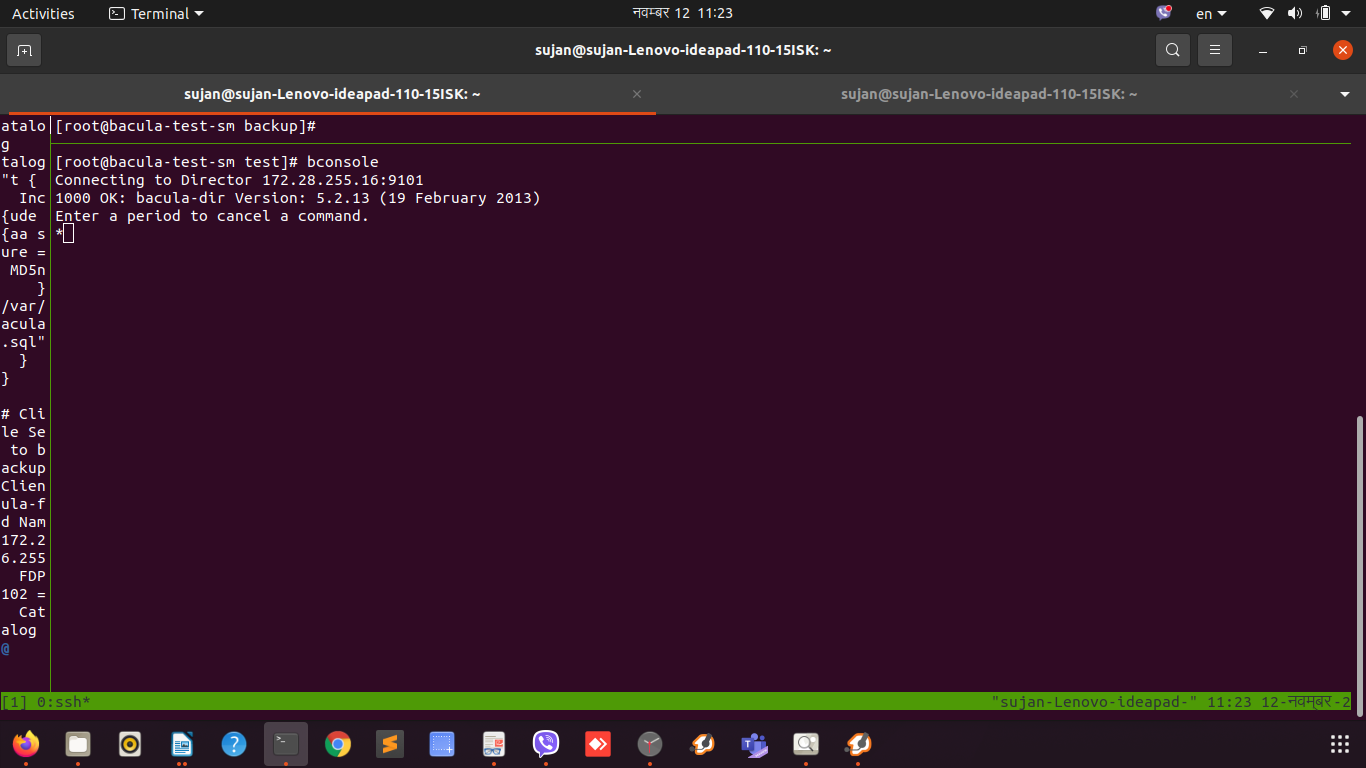 Activities
Terminal
नवम्बर 12 11:23
en
sujan@sujan-Lenovo-ideapad-110-15ISK: ~
sujan@sujan-Lenovo-ideapad-110-15ISK: ~
sujan@sujan-Lenovo-ideapad-110-15ISK: ~
atalo
g
talog
"t {
Inc
{ude
{aa s
ure =
MD5n
}
/var/
acula
.sql"
}
}
# Cli
le Se
to b
ackup
Clien
ula-f
d Nam
172.2
6.255
FDP
102 =
Cat
alog
@
[root@bacula-test-sm backup]#
[root@bacula-test-sm test]# bconsole
Connecting to Director 172.28.255.16:9101
1000 OK: bacula-dir Version: 5.2.13 (19 February 2013)
Enter a period to cancel a command.
*
[1] 0:ssh*
"sujan-Lenovo-ideapad-" 11:23 12-नवम्बर-2